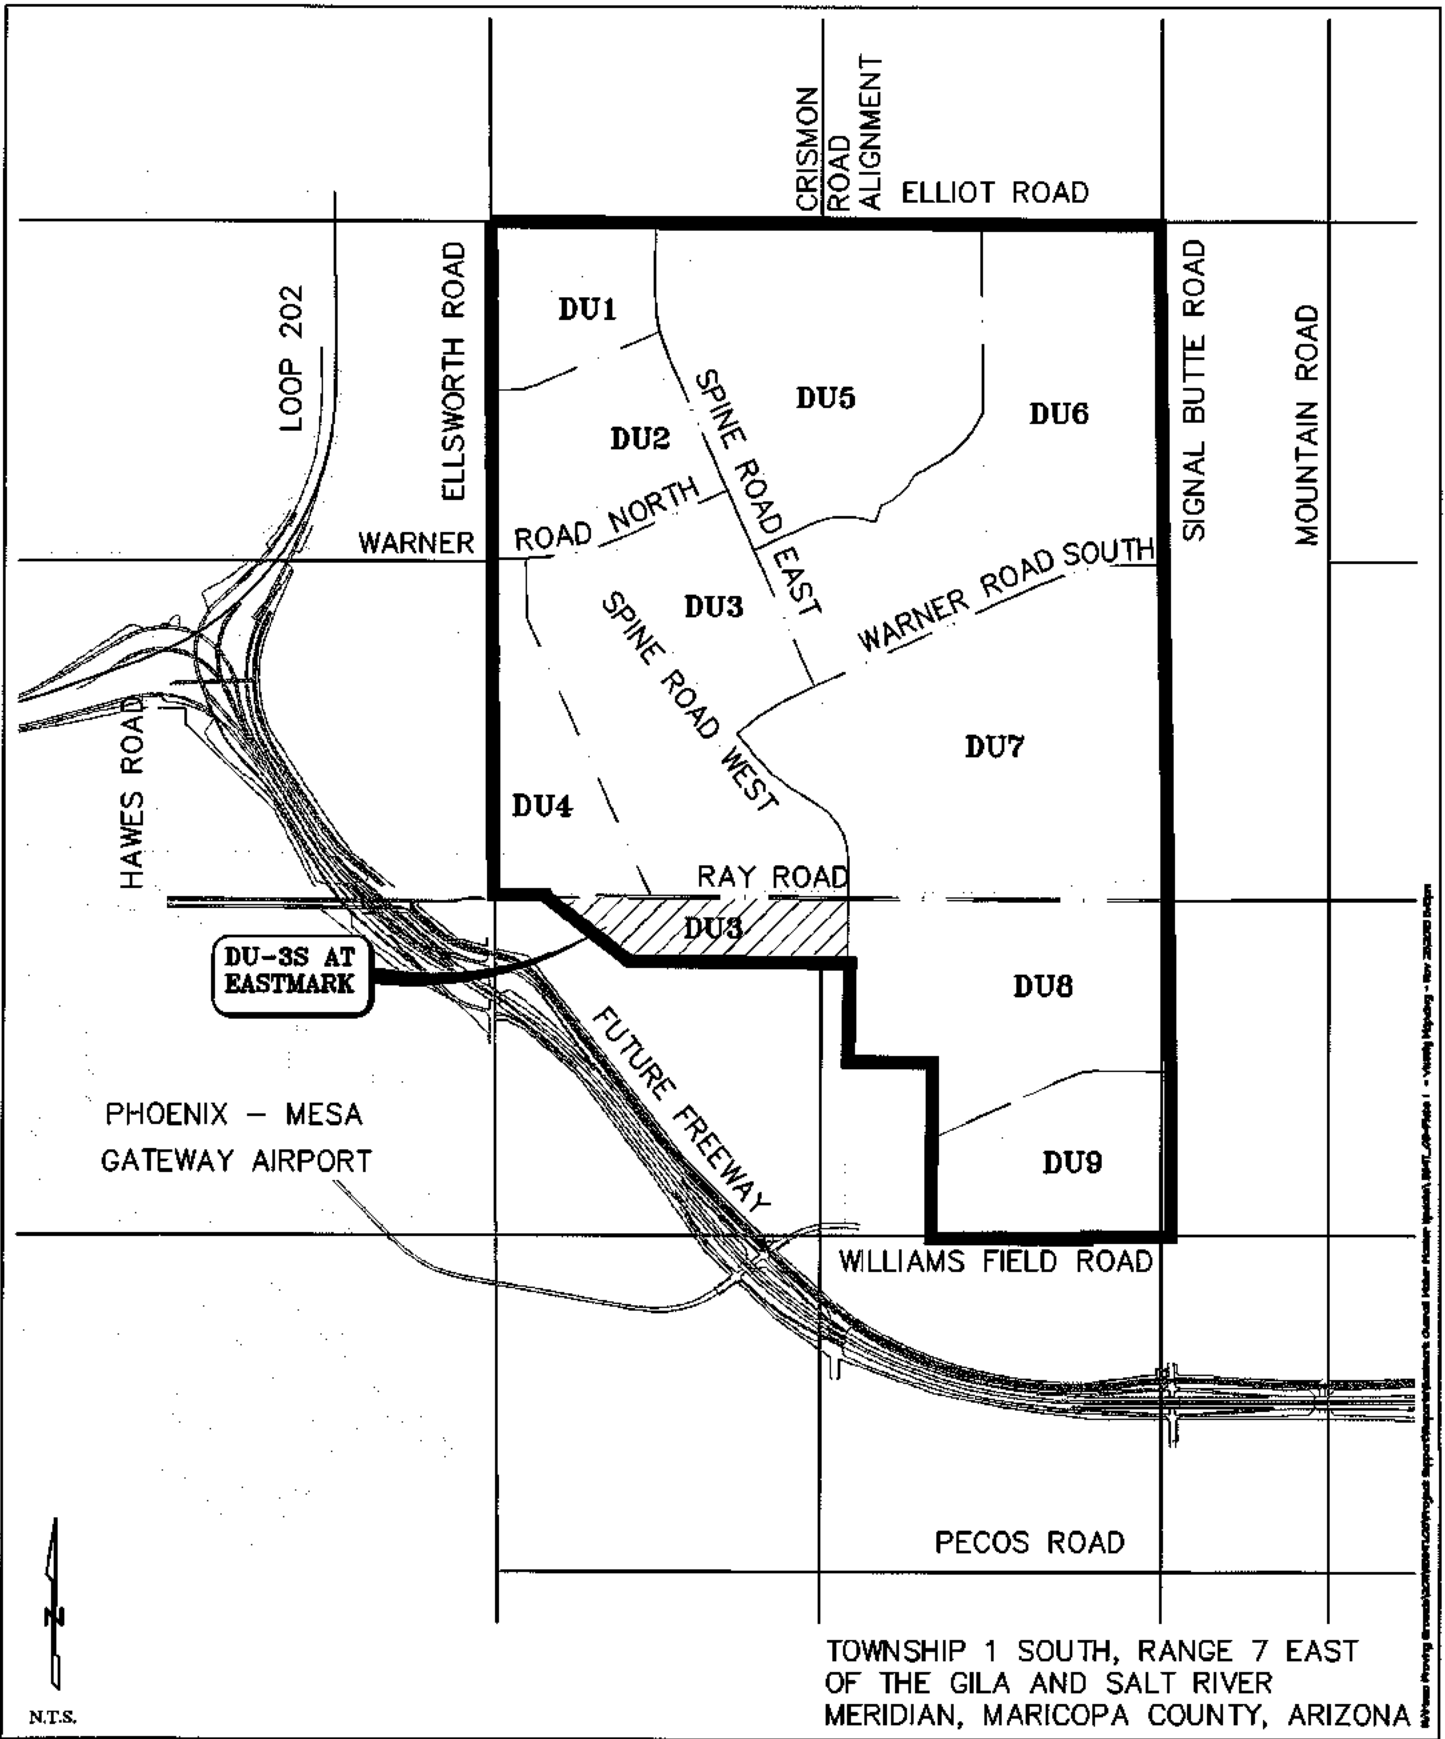 CRISMON
ROAD
ALIGNMENT
ELLIOT ROAD
ELLSWORTH ROAD
LOOP 202
SIGNAL BUTTE ROAD
MOUNTAIN ROAD
DU1
DU5
DU6
DU2
SPINE ROAD EAST
WARNER ROAD NORTH
WARNER ROAD SOUTH
DU3
SPINE ROAD WEST
HAWES ROAD
DU7
DU4
RAY ROAD
DU3
DU-3S AT
EASTMARK
DU8
FUTURE FREEWAY
PHOENIX - MESA
GATEWAY AIRPORT
DU9
WILLIAMS FIELD ROAD
PECOS ROAD
N
N.T.S.
TOWNSHIP 1 SOUTH, RANGE 7 EAST
OF THE GILA AND SALT RIVER
MERIDIAN, MARICOPA COUNTY, ARIZONA